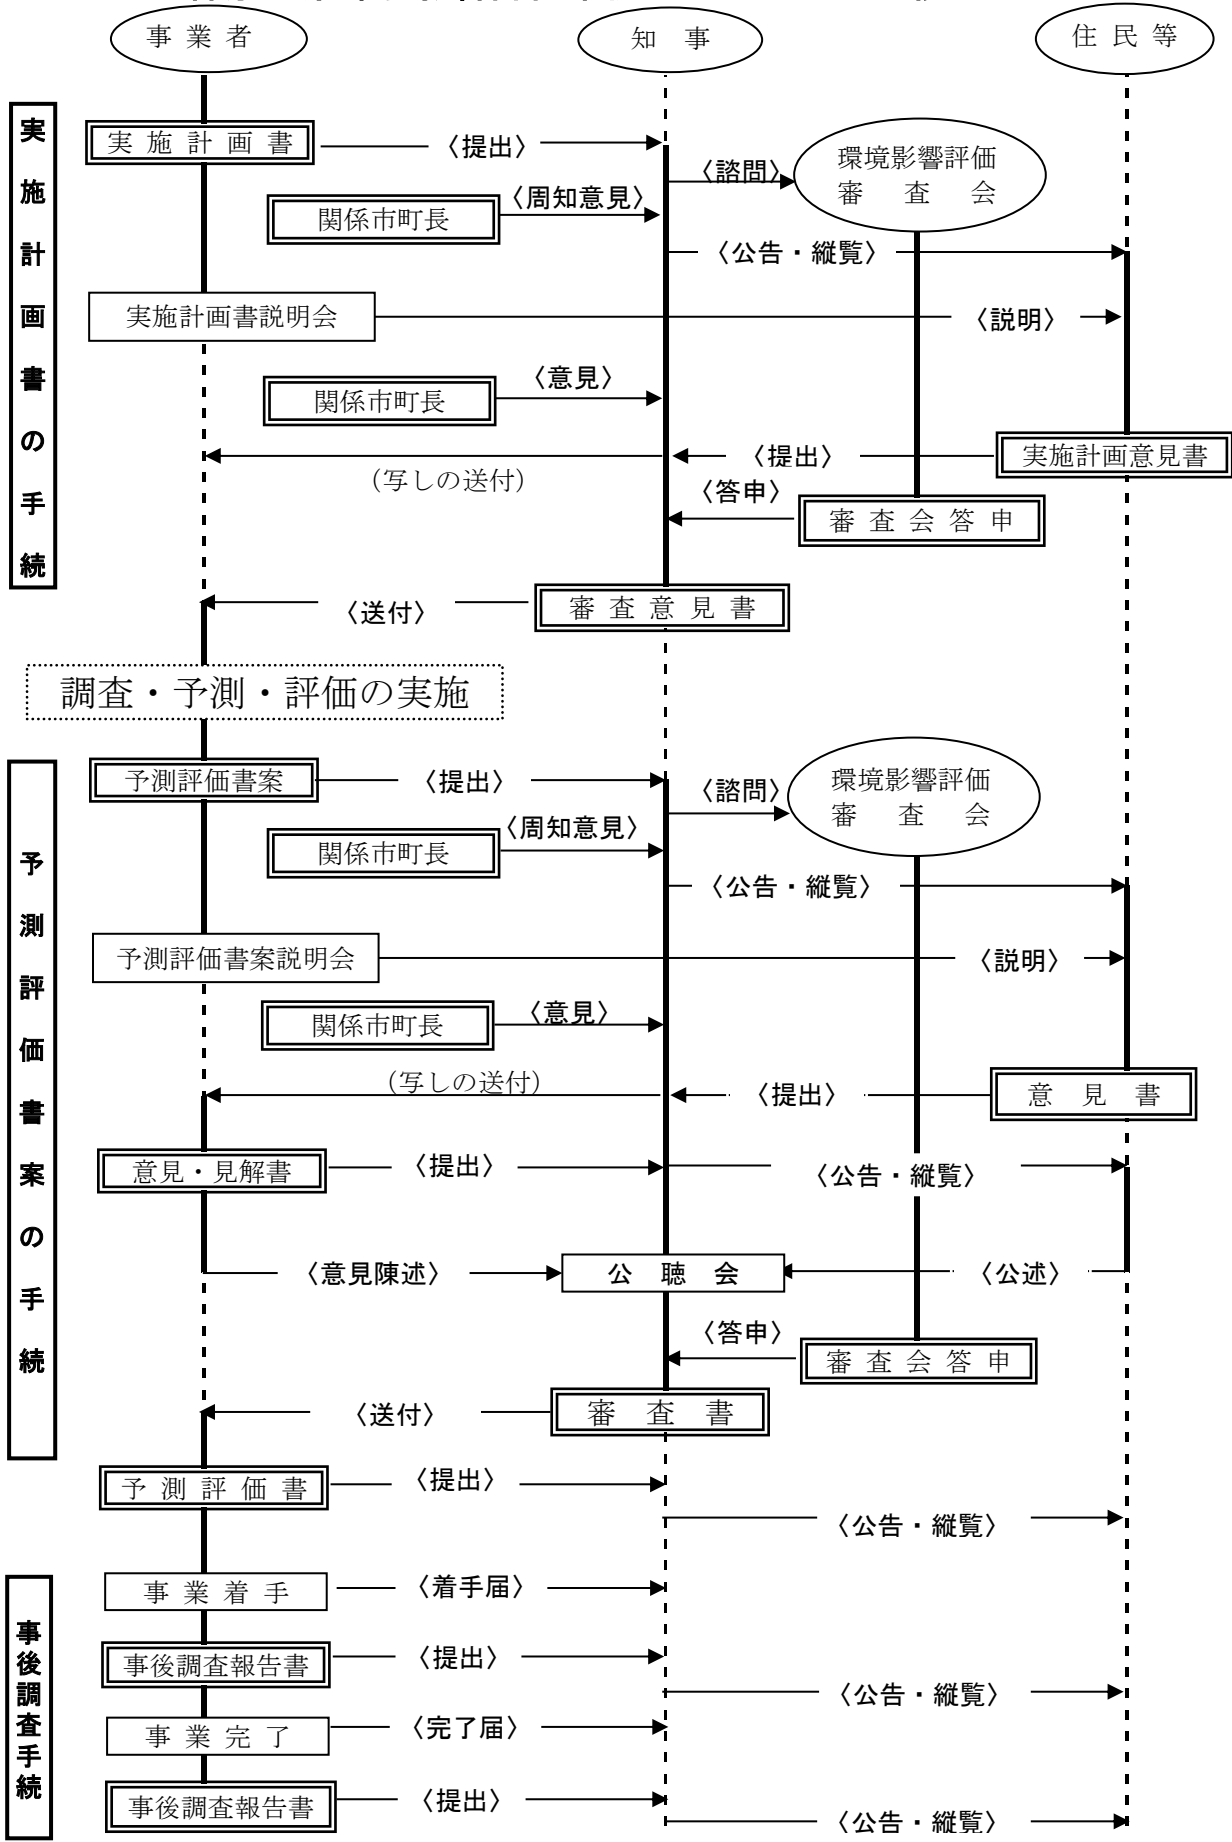 事業者
知事
住民等
実施計画書の手続
実施計画書
〈提出〉
〈諮問〉
環境影響評価
審査会
関係市町長
〈周知意見〉
〈公告・縦覧〉
実施計画書説明会
〈説明〉
関係市町長
〈意見〉
〈提出〉
実施計画意見書
(写しの送付)
〈答申〉
審査会答申
〈送付〉
審査意見書
調査・予測・評価の実施
予測評価書案の手続
予測評価書案
〈提出〉
〈諮問〉
環境影響評価
審査会
関係市町長
〈周知意見〉
〈公告・縦覧〉
予測評価書案説明会
〈説明〉
関係市町長
〈意見〉
(写しの送付)
〈提出〉
意見書
意見・見解書
〈提出〉
〈公告・縦覧〉
〈意見陳述〉
公聴会
〈公述〉
〈答申〉
審査会答申
〈送付〉
審査書
予測評価書
〈提出〉
〈公告・縦覧〉
事後調査手続
事業着手
〈着手届〉
事後調査報告書
〈提出〉
〈公告・縦覧〉
事業完了
〈完了届〉
事後調査報告書
〈提出〉
〈公告・縦覧〉